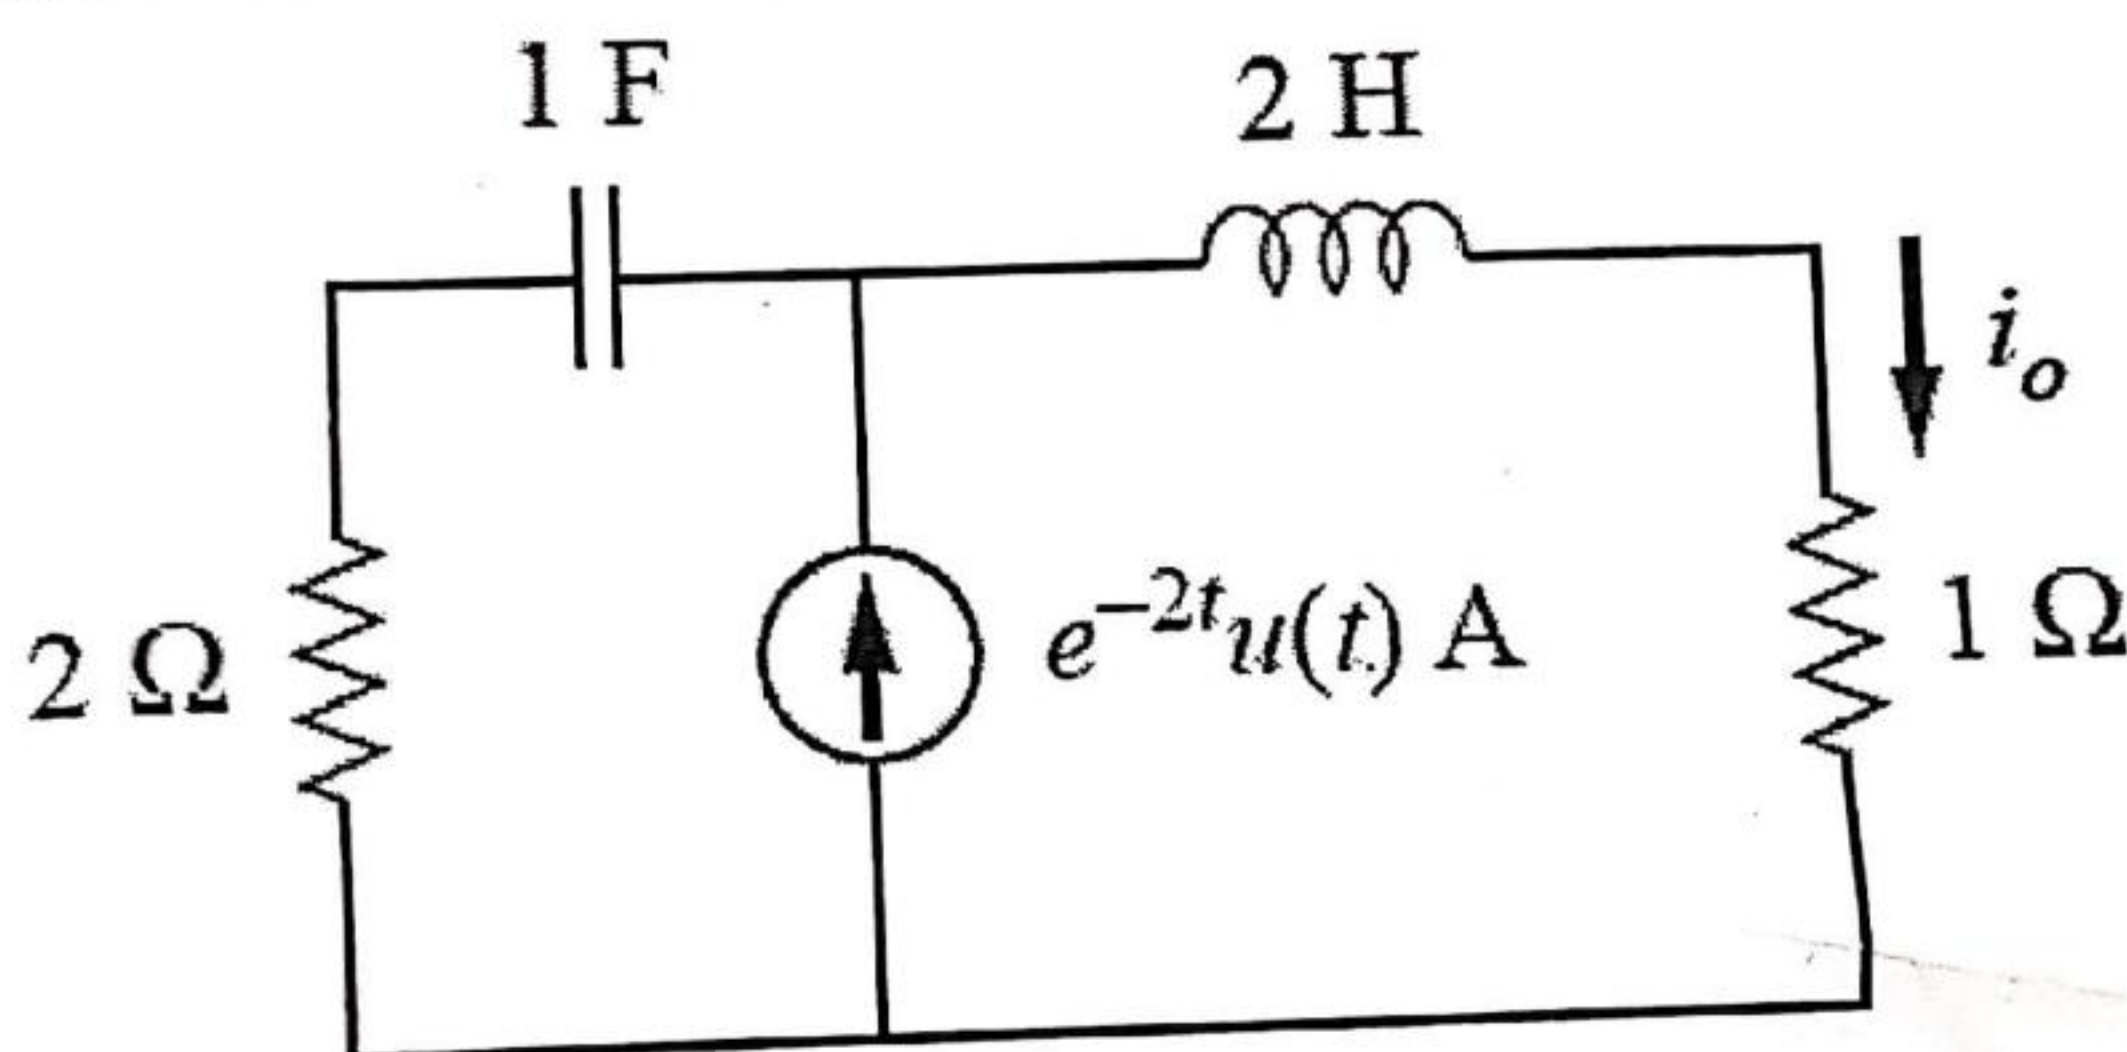 1 F
2 H
i_o
2 Ω
e^{-2t}u(t) A
1 Ω